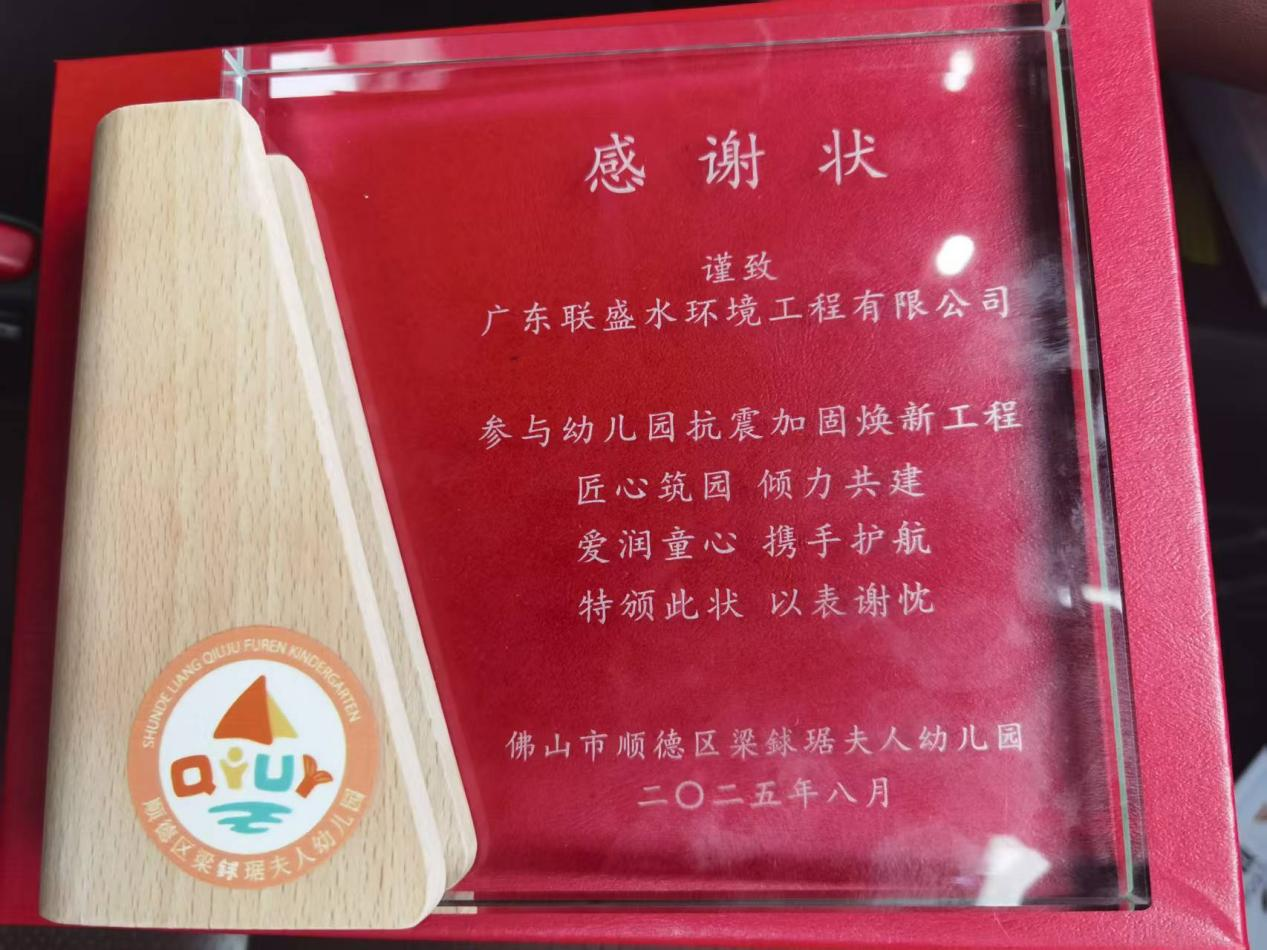 感谢状
谨致
广东联盛水环境工程有限公司
参与幼儿园抗震加固焕新工程
匠心筑园 倾力共建
爱润童心 携手护航
特颁此状 以表谢忱
佛山市顺德区梁銶琚夫人幼儿园
二〇二五年八月
SHUNDE LIANG QIUJU FUREN KINDERGARTEN
QIUY
顺德区梁銶琚夫人幼儿园